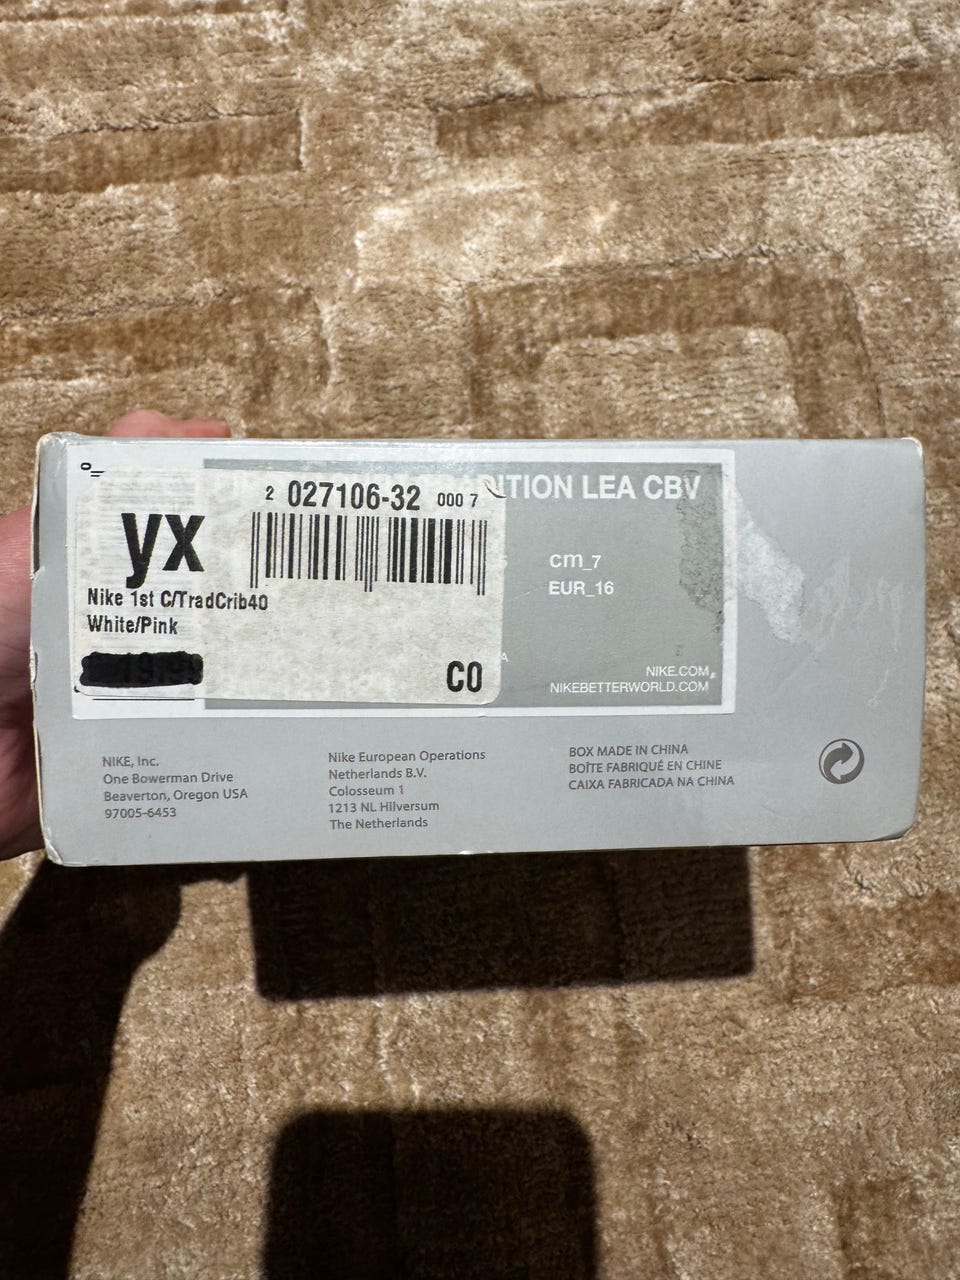 2 027106-32 000 7
yx
Nike 1st C/TradCrib40
White/Pink
C0
LEA CBV
cm_7
EUR_16
NIKE.COM
NIKEBETTERWORLD.COM
NIKE, Inc.
One Bowerman Drive
Beaverton, Oregon USA
97005-6453
Nike European Operations
Netherlands B.V.
Colosseum 1
1213 NL Hilversum
The Netherlands
BOX MADE IN CHINA
BOÎTE FABRIQUÉ EN CHINE
CAIXA FABRICADA NA CHINA